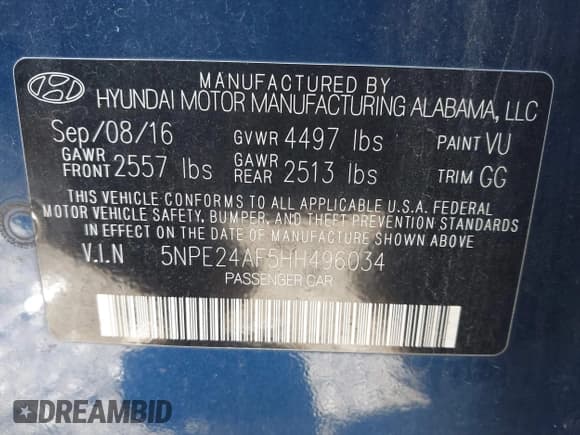 MANUFACTURED BY
HYUNDAI MOTOR MANUFACTURING ALABAMA, LLC
Sep/08/16 GVWR 4497 lbs PAINT VU
GAWR FRONT 2557 lbs GAWR REAR 2513 lbs TRIM GG
THIS VEHICLE CONFORMS TO ALL APPLICABLE U.S.A. FEDERAL
MOTOR VEHICLE SAFETY, BUMPER, AND THEFT PREVENTION STANDARDS
IN EFFECT ON THE DATE OF MANUFACTURE SHOWN ABOVE
V.I.N 5NPE24AF5HH496034
PASSENGER CAR
DREAMBID